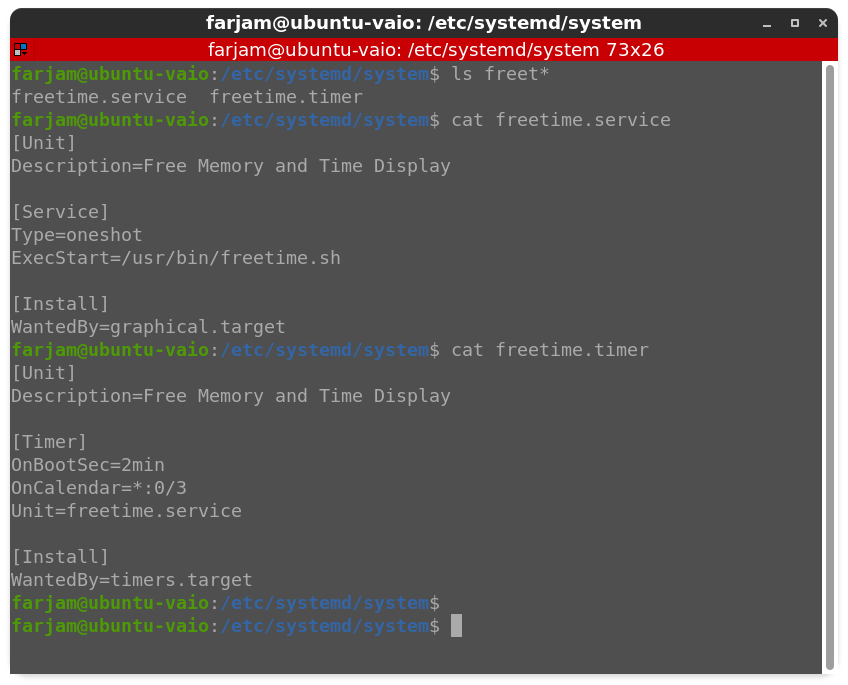 farjam@ubuntu-vaio: /etc/systemd/system
farjam@ubuntu-vaio: /etc/systemd/system 73x26
farjam@ubuntu-vaio:/etc/systemd/system$ ls freet*
freetime.service  freetime.timer
farjam@ubuntu-vaio:/etc/systemd/system$ cat freetime.service
[Unit]
Description=Free Memory and Time Display

[Service]
Type=oneshot
ExecStart=/usr/bin/freetime.sh

[Install]
WantedBy=graphical.target
farjam@ubuntu-vaio:/etc/systemd/system$ cat freetime.timer
[Unit]
Description=Free Memory and Time Display

[Timer]
OnBootSec=2min
OnCalendar=*:0/3
Unit=freetime.service

[Install]
WantedBy=timers.target
farjam@ubuntu-vaio:/etc/systemd/system$
farjam@ubuntu-vaio:/etc/systemd/system$